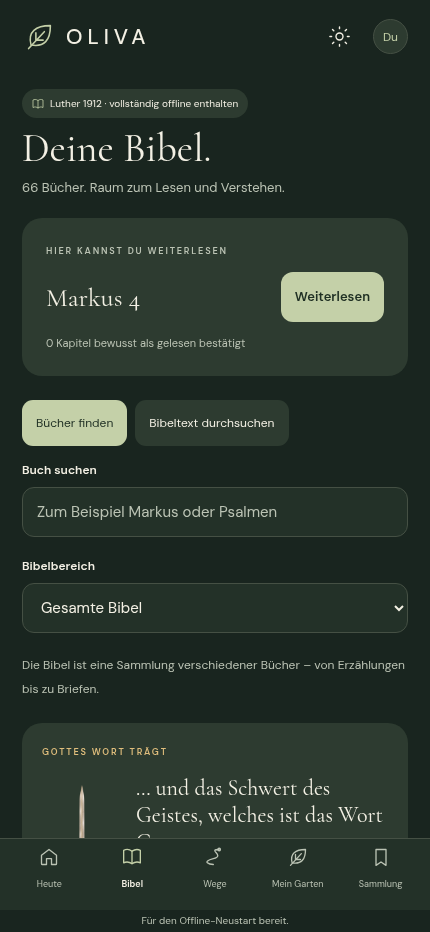 OLIVA
Du
Luther 1912 · vollständig offline enthalten
Deine Bibel.
66 Bücher. Raum zum Lesen und Verstehen.
HIER KANNST DU WEITERLESEN
Markus 4
Weiterlesen
0 Kapitel bewusst als gelesen bestätigt
Bücher finden
Bibeltext durchsuchen
Buch suchen
Zum Beispiel Markus oder Psalmen
Bibelbereich
Gesamte Bibel
Die Bibel ist eine Sammlung verschiedener Bücher – von Erzählungen
bis zu Briefen.
GOTTES WORT TRÄGT
... und das Schwert des
Geistes, welches ist das Wort
Heute
Bibel
Wege
Mein Garten
Sammlung
Für den Offline-Neustart bereit.